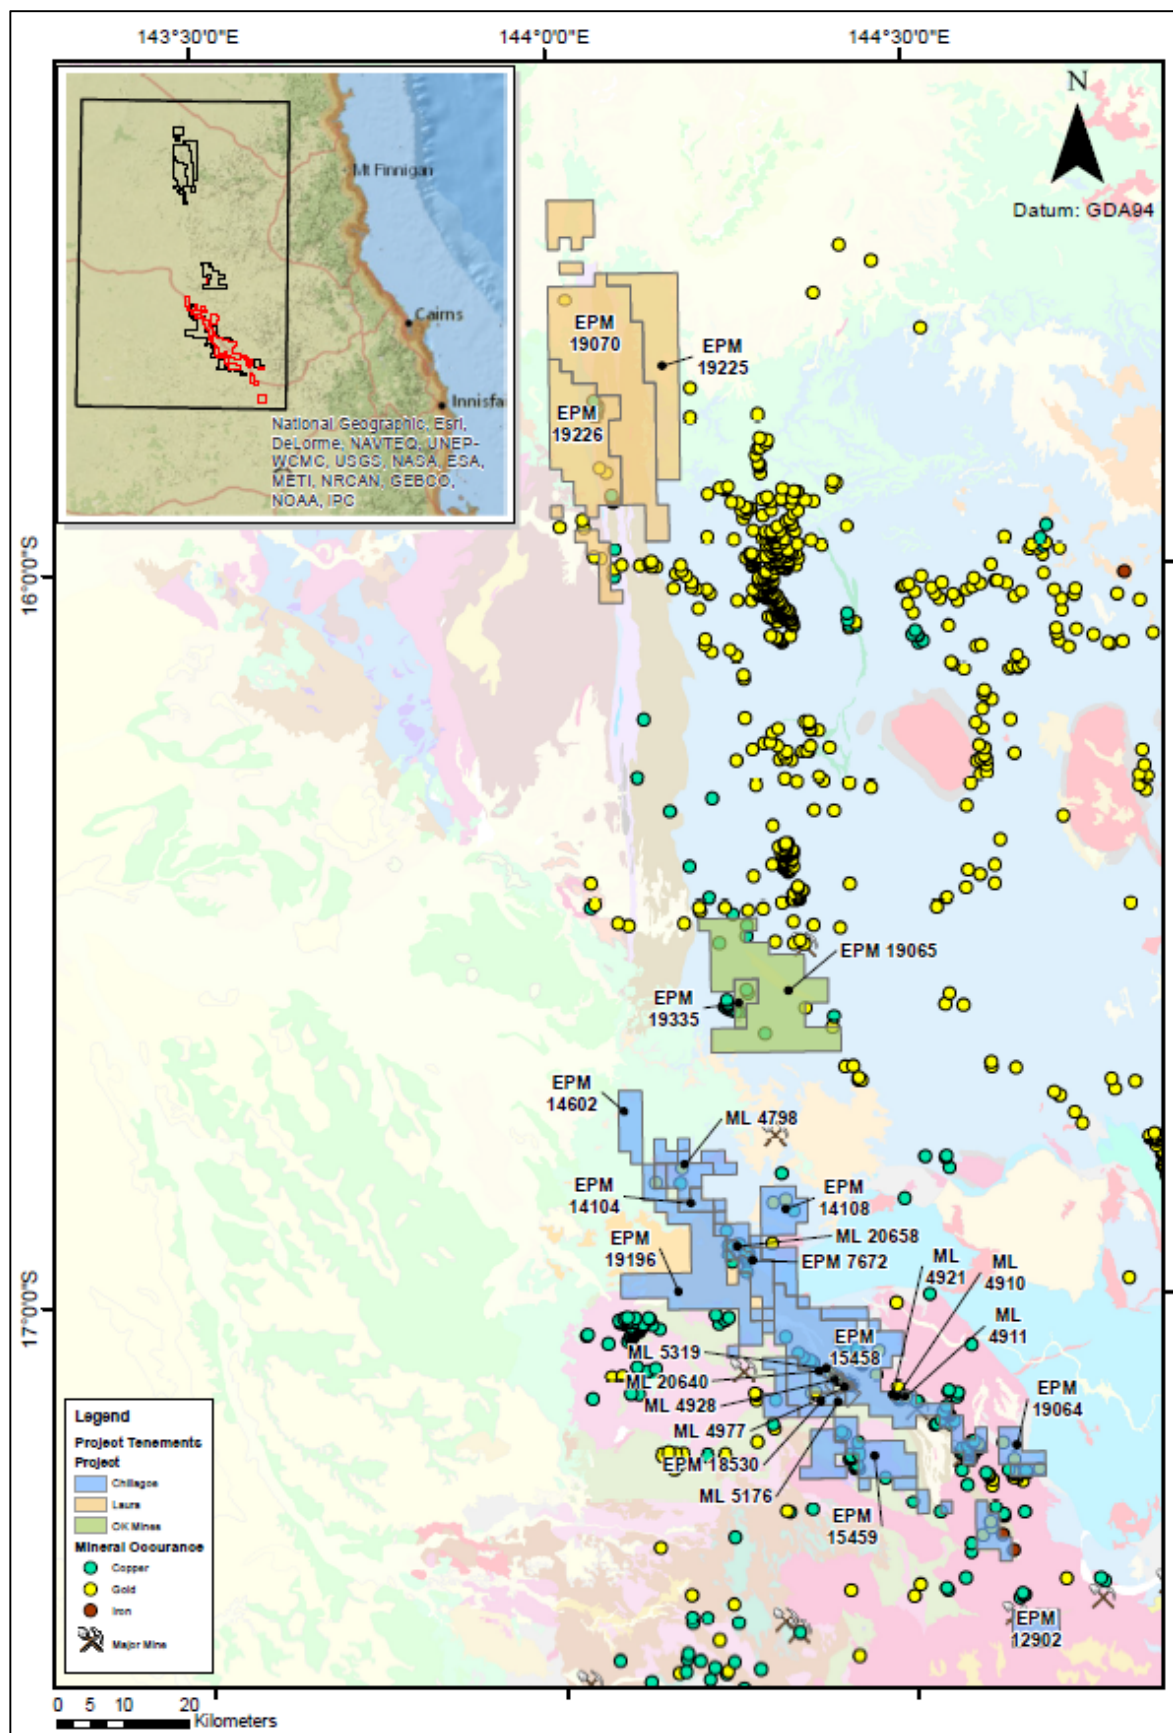 143°30'0"E
144°0'0"E
144°30'0"E
N
Datum: GDA94
Mt Finnigan
Cairns
Innisfa
National Geographic, Esri,
DeLorme, NAVTEQ, UNEP-
WCMC, USGS, NASA, ESA,
METI, NRCAN, GEBCO,
NOAA, IPC
EPM
19070
EPM
19225
EPM
19226
16°0'0"S
EPM 19065
EPM
19335
EPM
14602
ML 4798
EPM
14104
EPM
14108
EPM
19196
ML 20658
EPM 7672
ML
4921
ML
4910
ML
4911
17°0'0"S
EPM
15458
ML 5319
ML 20640
ML 4928
ML 4977
EPM 18530
ML 5176
EPM
19064
EPM
15459
EPM
12902
Legend
Project Tenements
Project
Chillagoe
Laura
OK Mines
Mineral Occurance
Copper
Gold
Iron
Major Mine
0 5 10 20
Kilometers